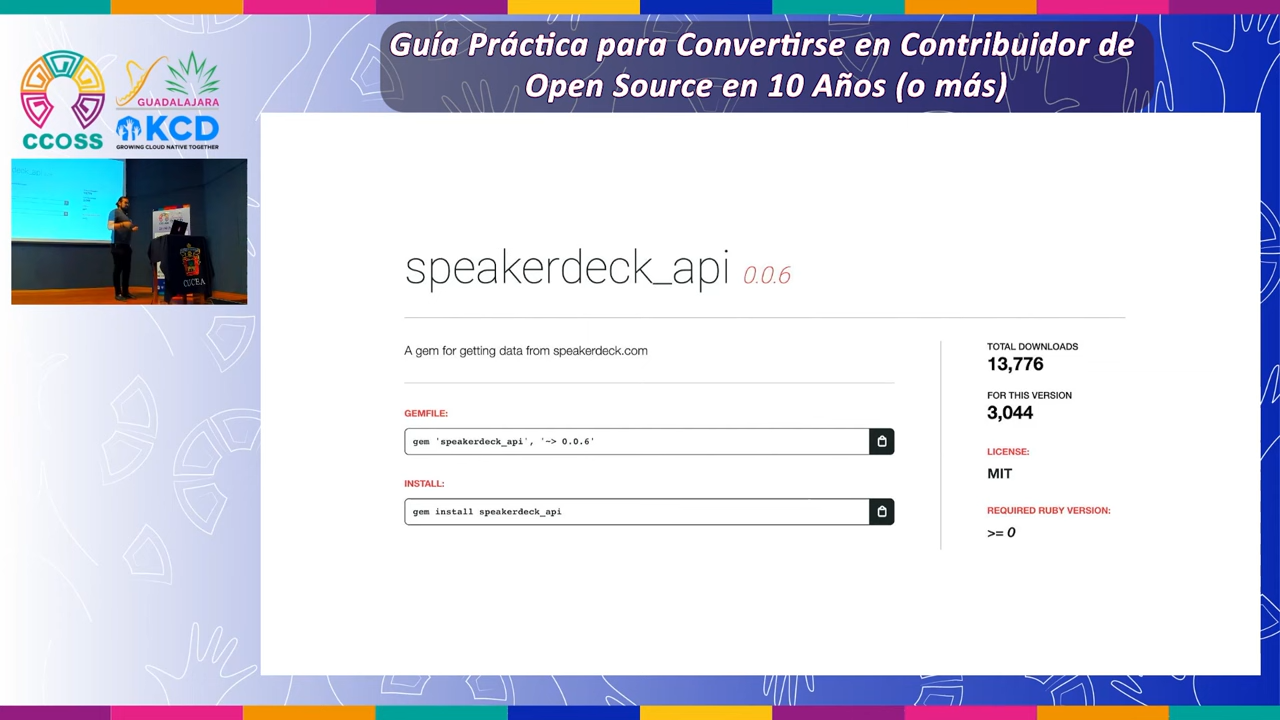 Guía Práctica para Convertirse en Contribuidor de
Open Source en 10 Años (o más)
CCOSS
GUADALAJARA
KCD
GROWING CLOUD NATIVE TOGETHER
CUCEA
speakerdeck_api 0.0.6
A gem for getting data from speakerdeck.com
GEMFILE:
gem 'speakerdeck_api', '~> 0.0.6'
INSTALL:
gem install speakerdeck_api
TOTAL DOWNLOADS
13,776
FOR THIS VERSION
3,044
LICENSE:
MIT
REQUIRED RUBY VERSION:
>= 0